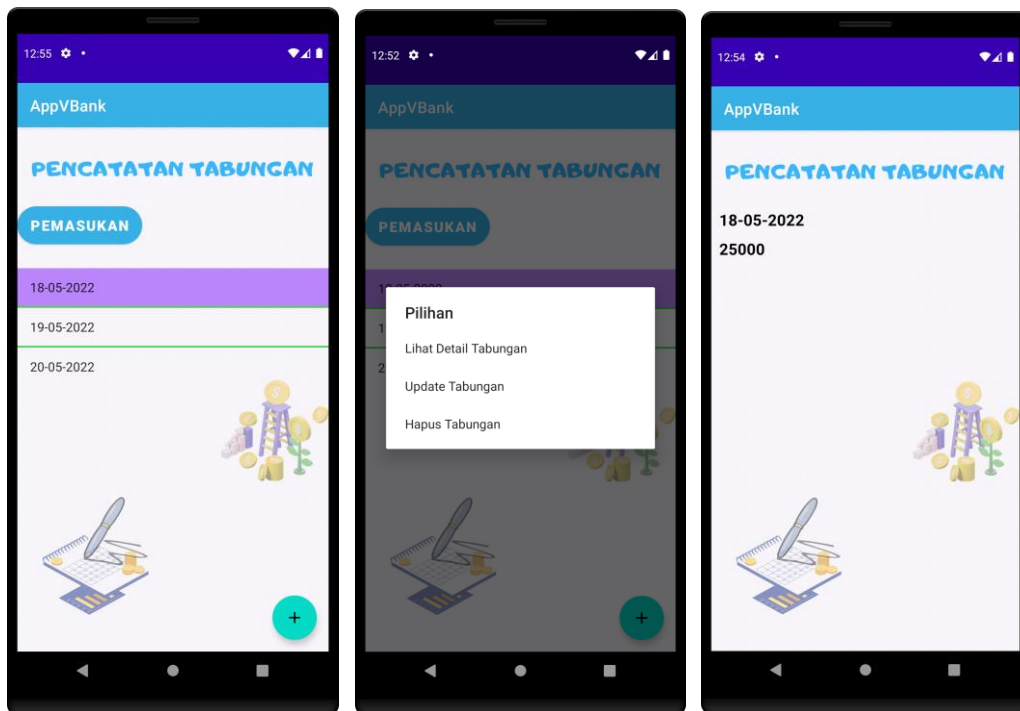 12:55
AppVBank
PENCATATAN TABUNGAN
PEMASUKAN
18-05-2022
19-05-2022
20-05-2022
+
12:52
AppVBank
PENCATATAN TABUNGAN
PEMASUKAN
Pilihan
Lihat Detail Tabungan
Update Tabungan
Hapus Tabungan
+
12:54
AppVBank
PENCATATAN TABUNGAN
18-05-2022
25000